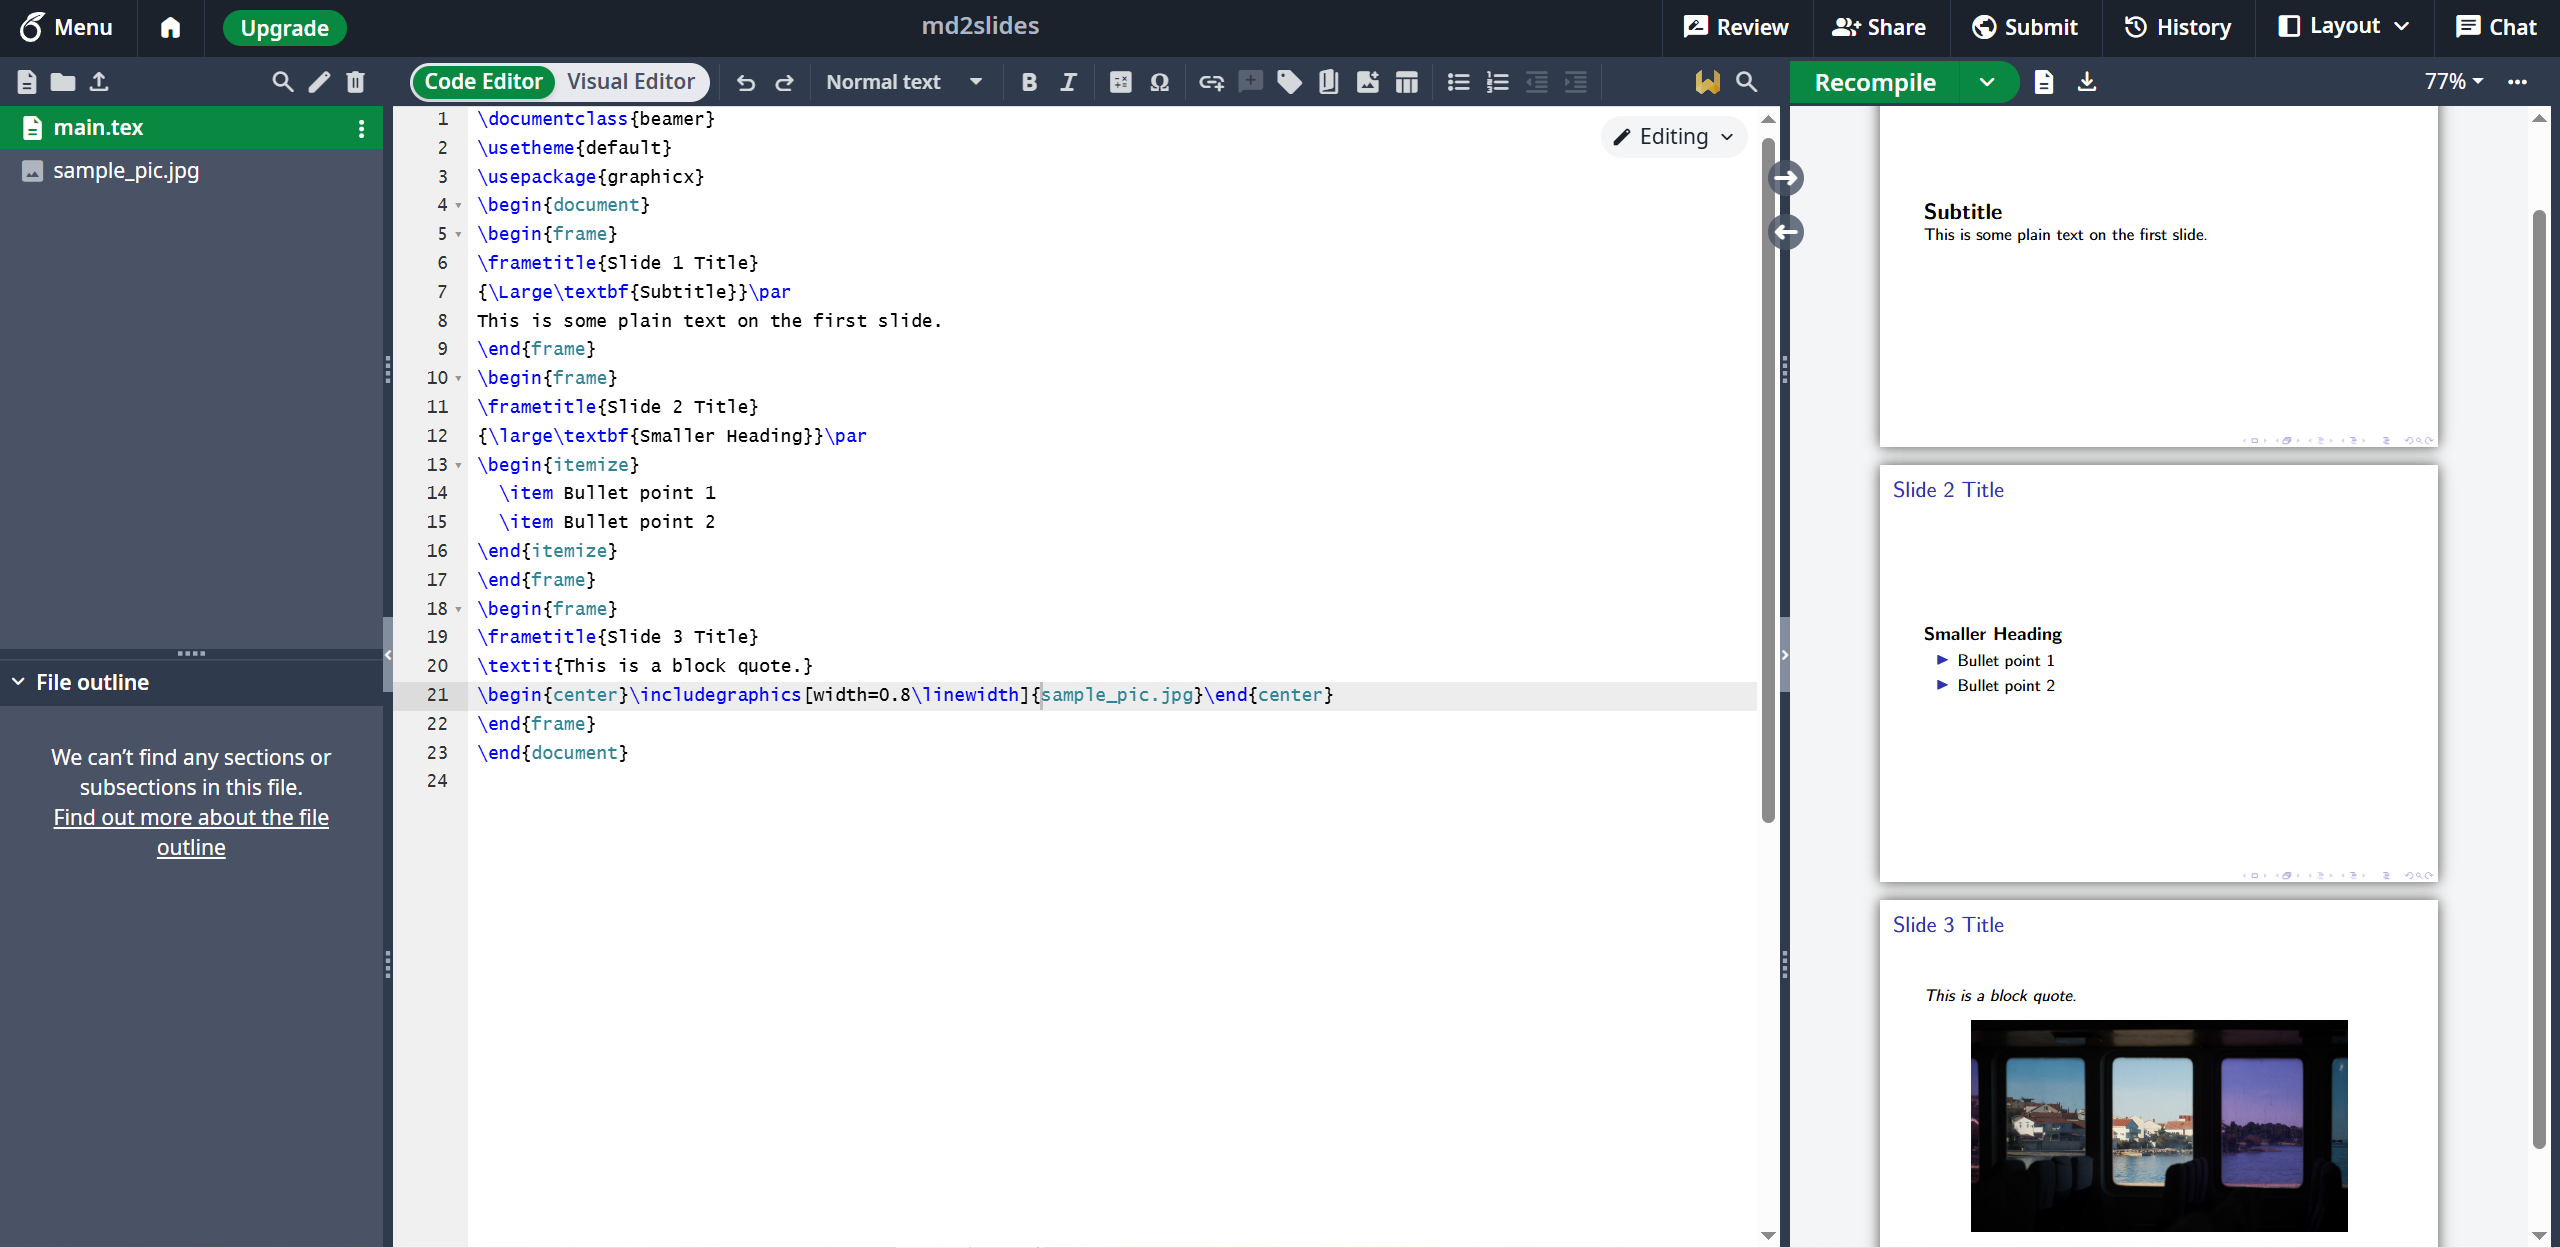 Menu
Upgrade
md2slides
Review
Share
Submit
History
Layout
Chat
Code Editor
Visual Editor
Normal text
Recompile
77%
main.tex
sample_pic.jpg
File outline
We can't find any sections or
subsections in this file.
Find out more about the file
outline
Editing
1 \documentclass{beamer}
2 \usetheme{default}
3 \usepackage{graphicx}
4 \begin{document}
5 \begin{frame}
6 \frametitle{Slide 1 Title}
7 {\Large\textbf{Subtitle}}\par
8 This is some plain text on the first slide.
9 \end{frame}
10 \begin{frame}
11 \frametitle{Slide 2 Title}
12 {\large\textbf{Smaller Heading}}\par
13 \begin{itemize}
14   \item Bullet point 1
15   \item Bullet point 2
16 \end{itemize}
17 \end{frame}
18 \begin{frame}
19 \frametitle{Slide 3 Title}
20 \textit{This is a block quote.}
21 \begin{center}\includegraphics[width=0.8\linewidth]{sample_pic.jpg}\end{center}
22 \end{frame}
23 \end{document}
24
Subtitle
This is some plain text on the first slide.
Slide 2 Title
Smaller Heading
Bullet point 1
Bullet point 2
Slide 3 Title
This is a block quote.